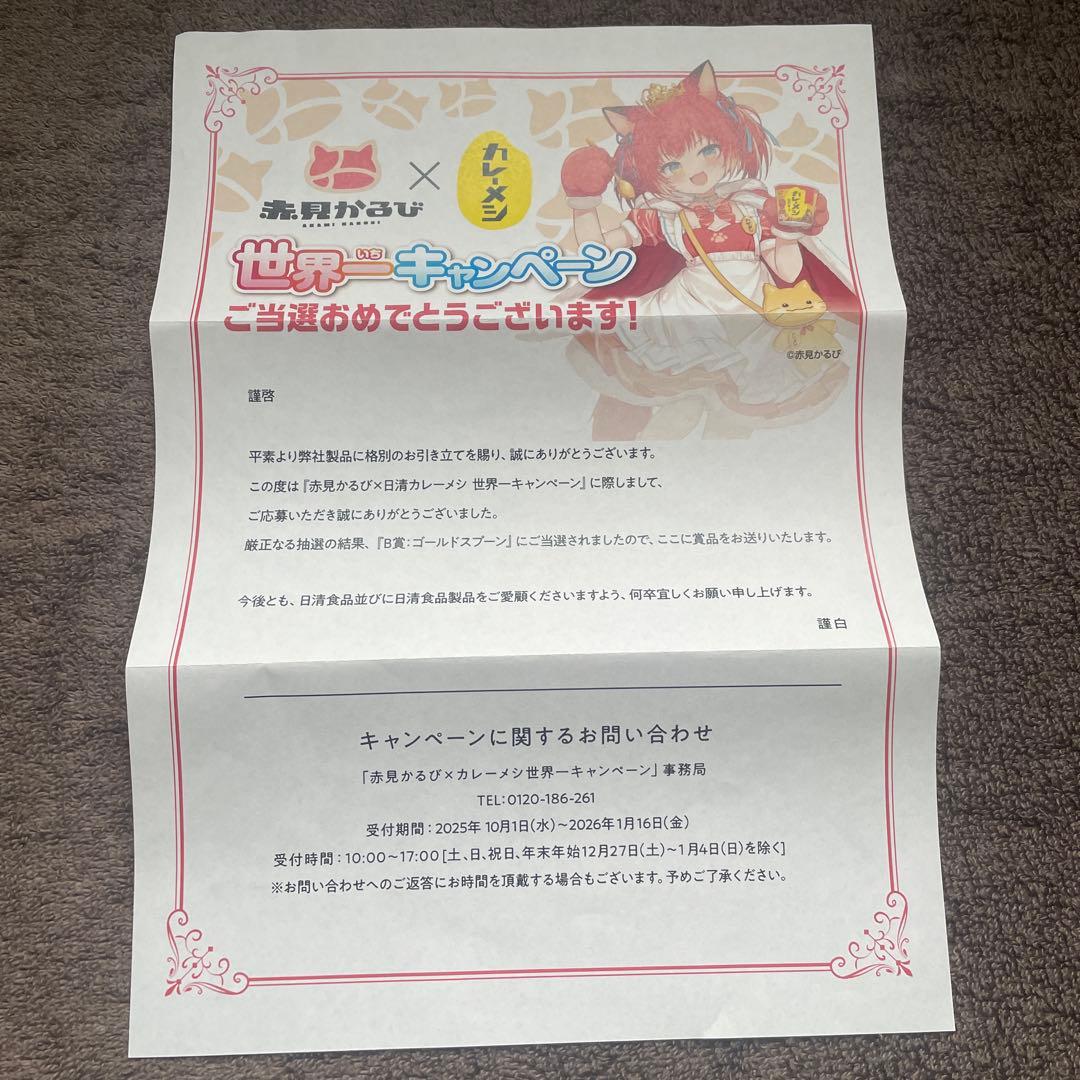 赤見かるび
AKAMI KARUBI
×
カレーメシ
カレーメシ
世界一キャンペーン
いち
ご当選おめでとうございます!
©赤見かるび
謹啓
平素より弊社製品に格別のお引き立てを賜り、誠にありがとうございます。
この度は『赤見かるび×日清カレーメシ 世界一キャンペーン』に際しまして、
ご応募いただき誠にありがとうございました。
厳正なる抽選の結果、『B賞：ゴールドスプーン』にご当選されましたので、ここに賞品をお送りいたします。
今後とも、日清食品並びに日清食品製品をご愛顧くださいますよう、何卒宜しくお願い申し上げます。
謹白
キャンペーンに関するお問い合わせ
「赤見かるび×カレーメシ世界一キャンペーン」事務局
TEL：0120-186-261
受付期間：2025年 10月1日(水)～2026年1月16日(金)
受付時間：10:00～17:00[土、日、祝日、年末年始12月27日(土)～1月4日(日)を除く]
※お問い合わせへのご返答にお時間を頂戴する場合もございます。予めご了承ください。